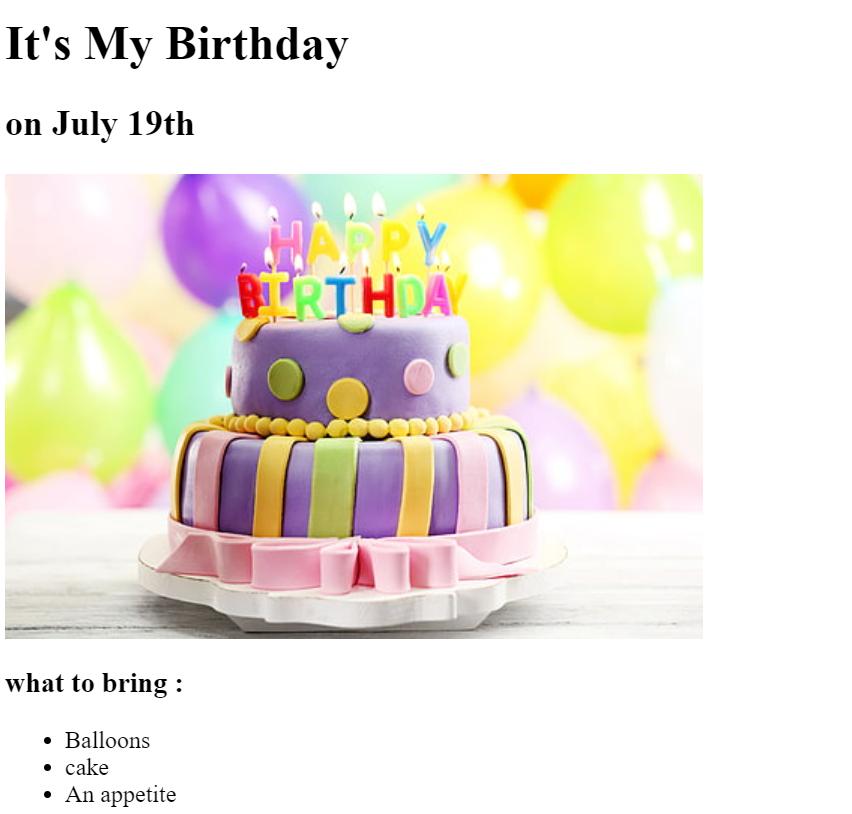 It's My Birthday
on July 19th
HAPPY
BIRTHDAY
what to bring :
Balloons
cake
An appetite